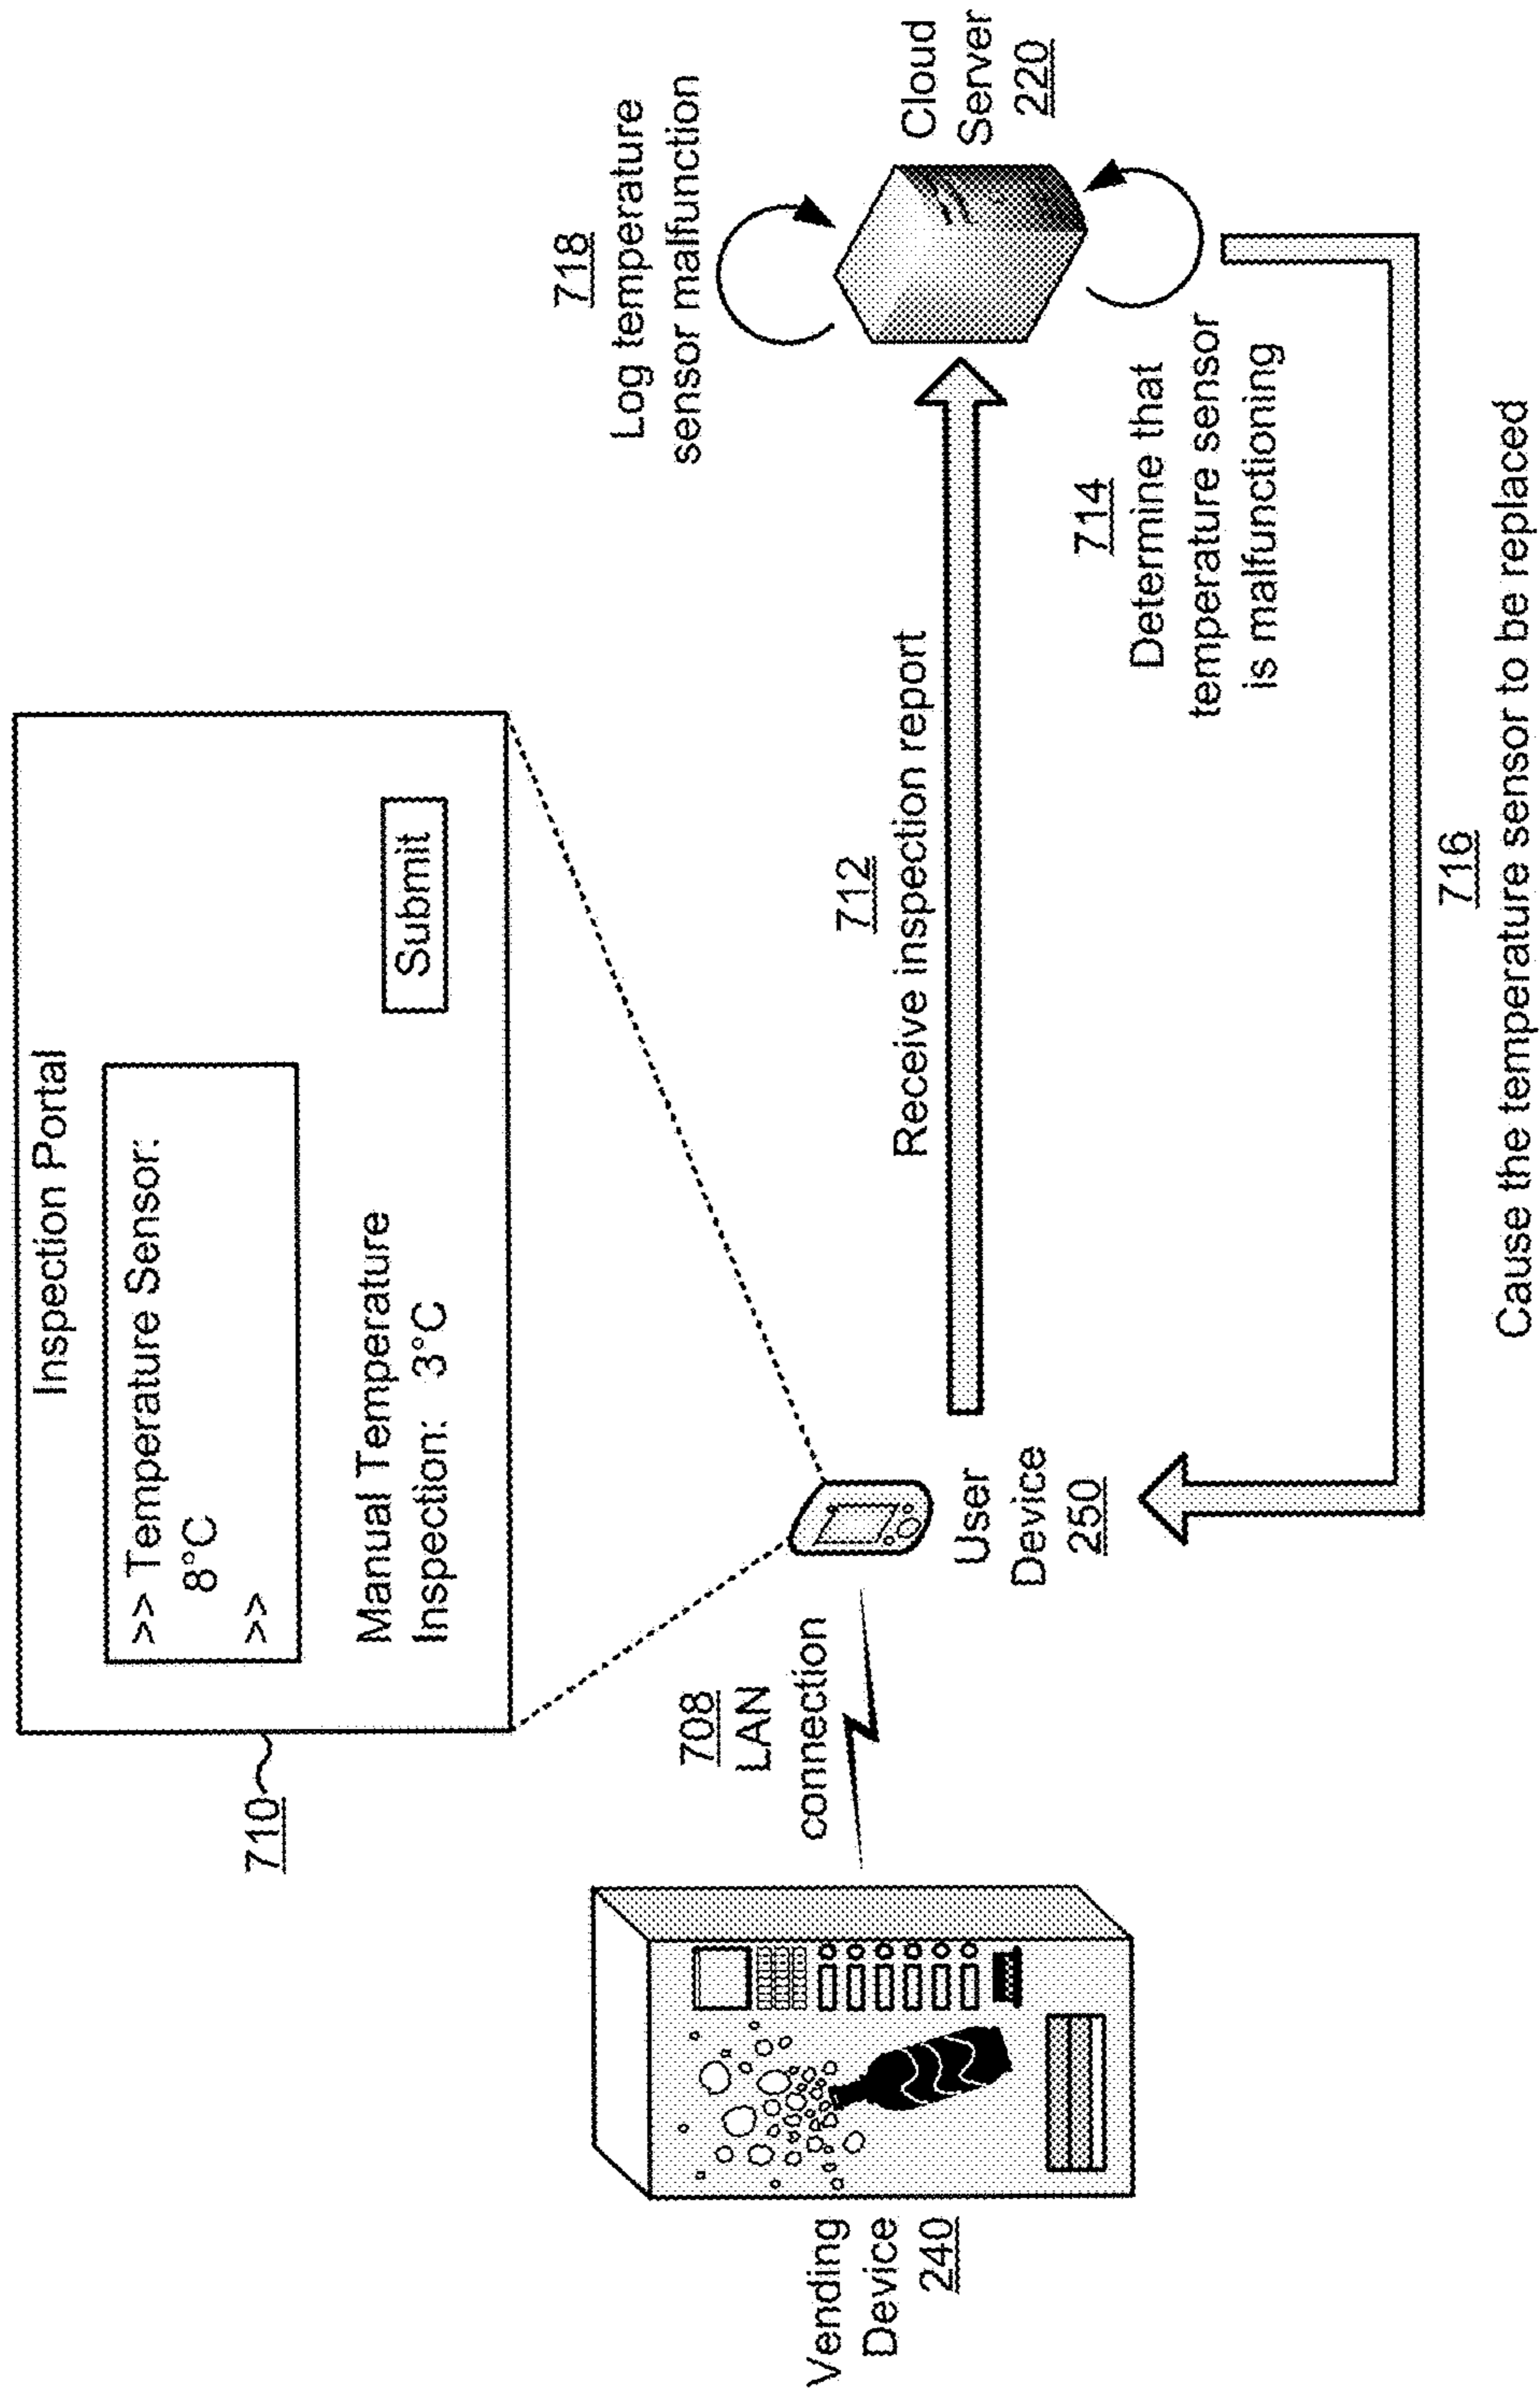 710
Inspection Portal
>> Temperature Sensor:
8°C
>>
Manual Temperature
Inspection: 3°C
Submit
718
Log temperature
sensor malfunction
708
LAN
connection
712
Receive inspection report
Cloud
Server
220
Vending
Device
240
User
Device
250
714
Determine that
temperature sensor
is malfunctioning
716
Cause the temperature sensor to be replaced